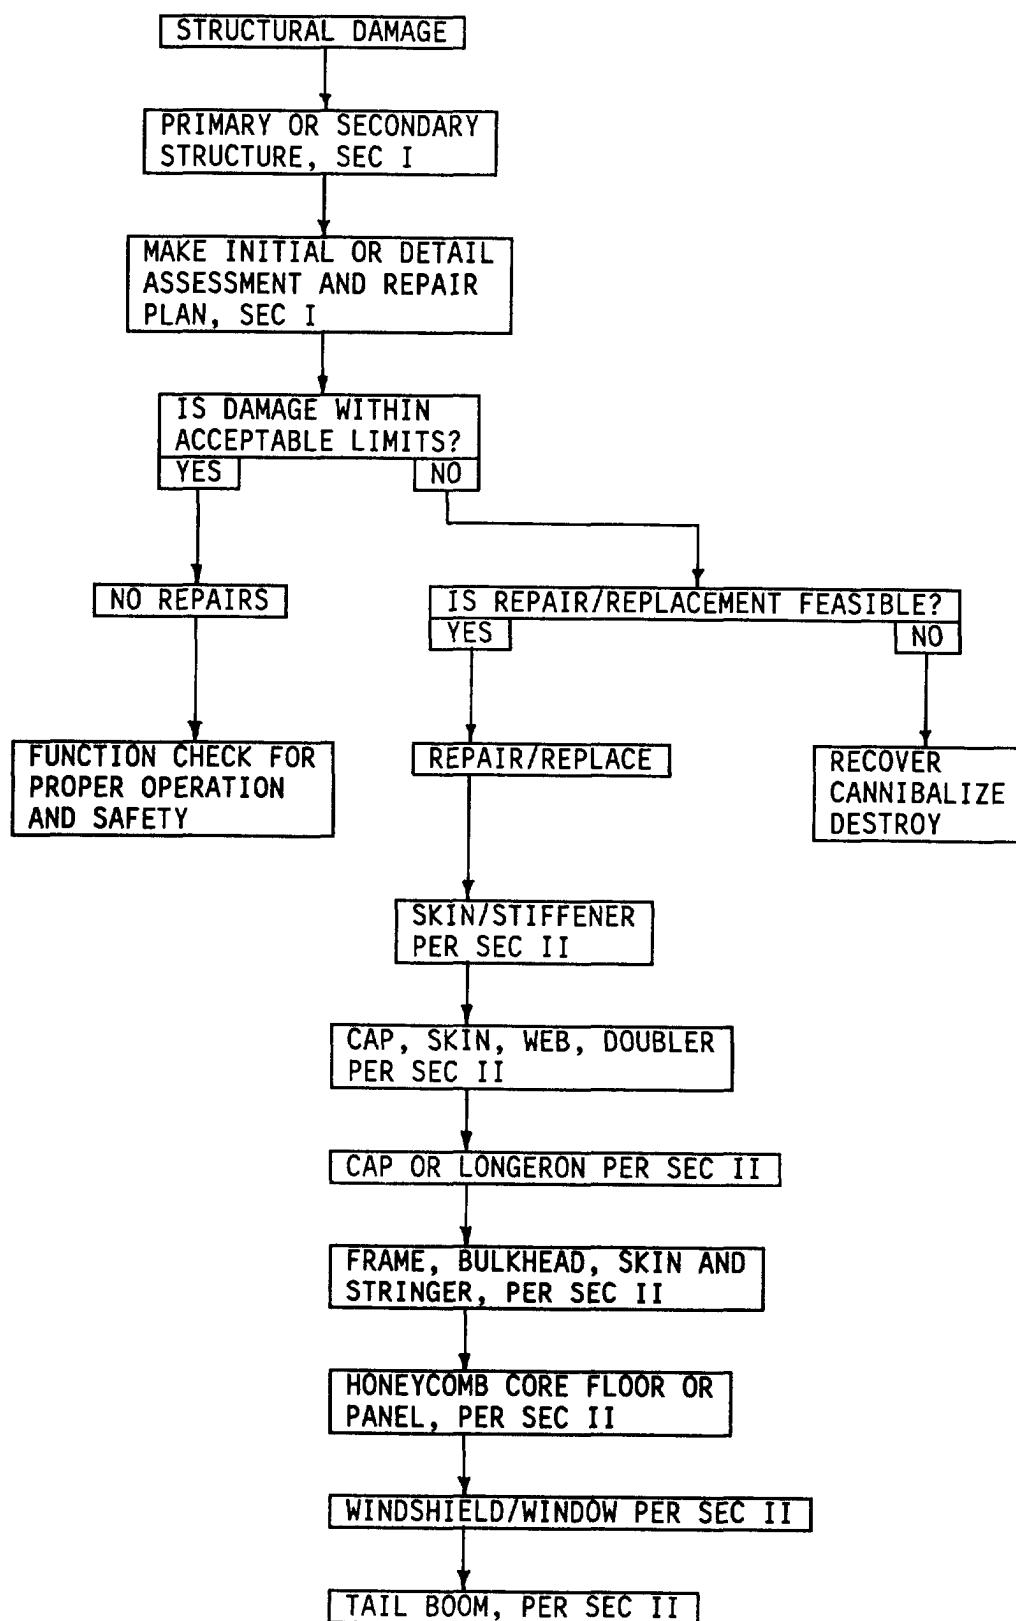 STRUCTURAL DAMAGE
PRIMARY OR SECONDARY
STRUCTURE, SEC I
MAKE INITIAL OR DETAIL
ASSESSMENT AND REPAIR
PLAN, SEC I
IS DAMAGE WITHIN
ACCEPTABLE LIMITS?
YES
NO
NO REPAIRS
IS REPAIR/REPLACEMENT FEASIBLE?
YES
NO
FUNCTION CHECK FOR
PROPER OPERATION
AND SAFETY
REPAIR/REPLACE
RECOVER
CANNIBALIZE
DESTROY
SKIN/STIFFENER
PER SEC II
CAP, SKIN, WEB, DOUBLER
PER SEC II
CAP OR LONGERON PER SEC II
FRAME, BULKHEAD, SKIN AND
STRINGER, PER SEC II
HONEYCOMB CORE FLOOR OR
PANEL, PER SEC II
WINDSHIELD/WINDOW PER SEC II
TAIL BOOM, PER SEC II